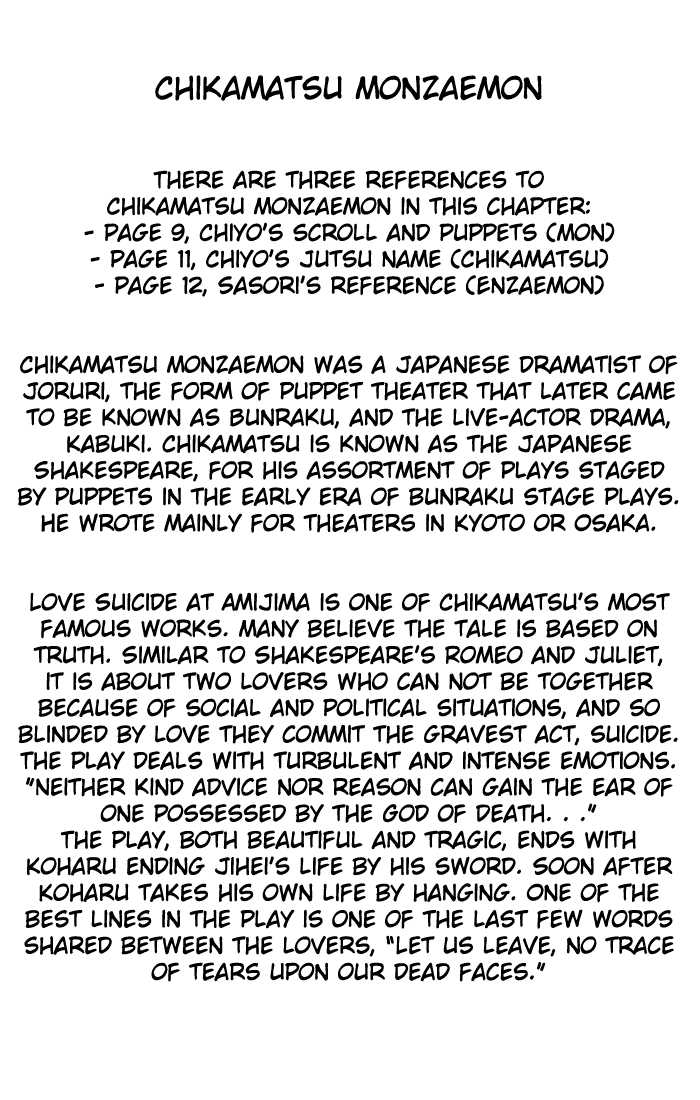 CHIKAMATSU MONZAEMON
THERE ARE THREE REFERENCES TO
CHIKAMATSU MONZAEMON IN THIS CHAPTER:
- PAGE 9, CHIYO'S SCROLL AND PUPPETS (MON)
- PAGE 11, CHIYO'S JUTSU NAME (CHIKAMATSU)
- PAGE 12, SASORI'S REFERENCE (ENZAEMON)
CHIKAMATSU MONZAEMON WAS A JAPANESE DRAMATIST OF
JORURI, THE FORM OF PUPPET THEATER THAT LATER CAME
TO BE KNOWN AS BUNRAKU, AND THE LIVE-ACTOR DRAMA,
KABUKI. CHIKAMATSU IS KNOWN AS THE JAPANESE
SHAKESPEARE, FOR HIS ASSORTMENT OF PLAYS STAGED
BY PUPPETS IN THE EARLY ERA OF BUNRAKU STAGE PLAYS.
HE WROTE MAINLY FOR THEATERS IN KYOTO OR OSAKA.
LOVE SUICIDE AT AMIJIMA IS ONE OF CHIKAMATSU'S MOST
FAMOUS WORKS. MANY BELIEVE THE TALE IS BASED ON
TRUTH. SIMILAR TO SHAKESPEARE'S ROMEO AND JULIET,
IT IS ABOUT TWO LOVERS WHO CAN NOT BE TOGETHER
BECAUSE OF SOCIAL AND POLITICAL SITUATIONS, AND SO
BLINDED BY LOVE THEY COMMIT THE GRAVEST ACT, SUICIDE.
THE PLAY DEALS WITH TURBULENT AND INTENSE EMOTIONS.
"NEITHER KIND ADVICE NOR REASON CAN GAIN THE EAR OF
ONE POSSESSED BY THE GOD OF DEATH. . ."
THE PLAY, BOTH BEAUTIFUL AND TRAGIC, ENDS WITH
KOHARU ENDING JIHEI'S LIFE BY HIS SWORD. SOON AFTER
KOHARU TAKES HIS OWN LIFE BY HANGING. ONE OF THE
BEST LINES IN THE PLAY IS ONE OF THE LAST FEW WORDS
SHARED BETWEEN THE LOVERS, "LET US LEAVE, NO TRACE
OF TEARS UPON OUR DEAD FACES."